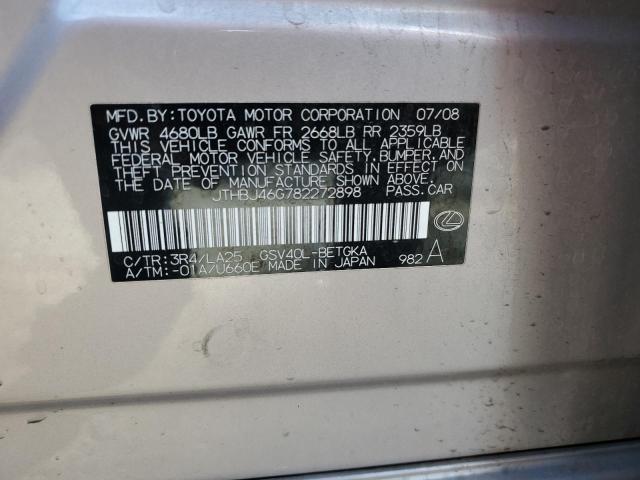 MFD.BY:TOYOTA MOTOR CORPORATION 07/08
GVWR 4680LB GAWR FR 2668LB RR 2359LB
THIS VEHICLE CONFORMS TO ALL APPLICABLE
FEDERAL MOTOR VEHICLE SAFETY,BUMPER,AND
THEFT PREVENTION STANDARDS IN EFFECT ON
THE DATE OF MANUFACTURE SHOWN ABOVE.
JTHBJ46G782272898 PASS.CAR
C/TR:3R4/LA25 GSV40L-BETGKA
A/TM:-01A/U660E MADE IN JAPAN 982 A